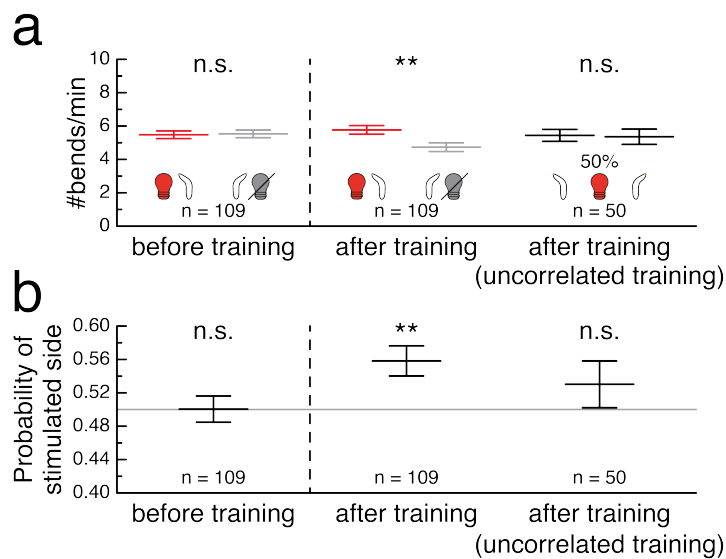 a
#bends/min
10
8
6
4
2
0
n.s.
**
n.s.
50%
n = 109
n = 109
n = 50
before training
after training
after training
(uncorrelated training)
b
Probability of
stimulated side
0.60
0.56
0.52
0.48
0.44
0.40
n.s.
**
n.s.
n = 109
n = 109
n = 50
before training
after training
after training
(uncorrelated training)